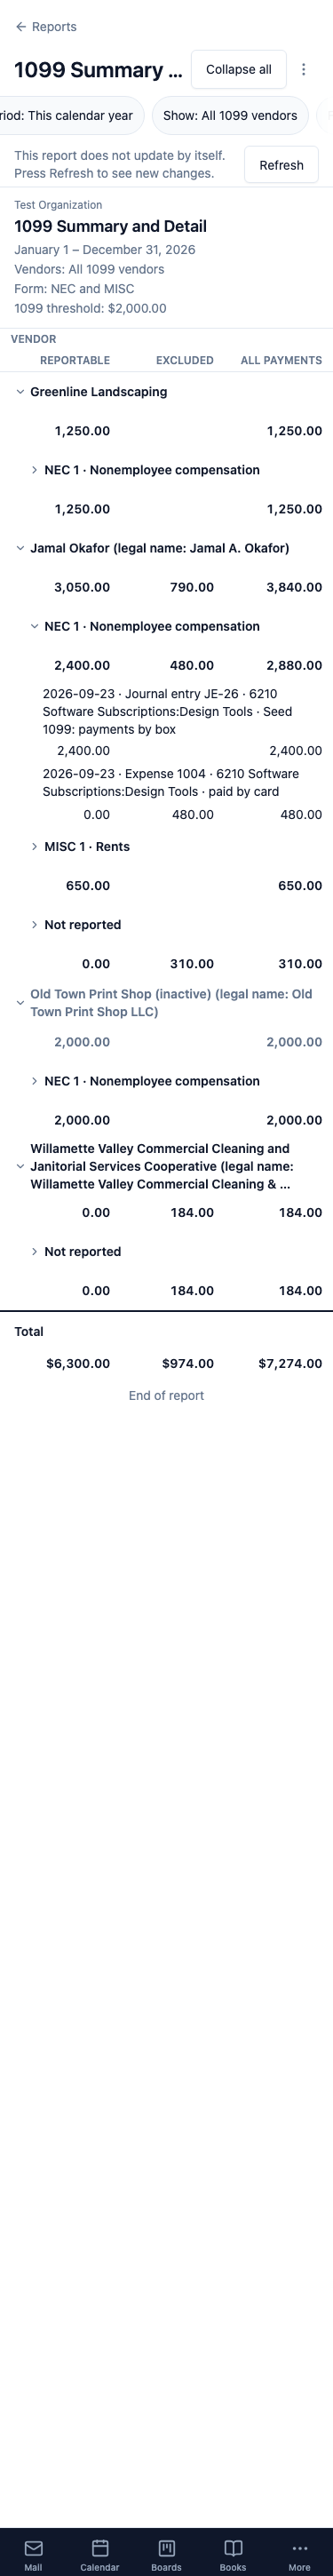 Reports
1099 Summary ...
Collapse all
riod: This calendar year
Show: All 1099 vendors
This report does not update by itself.
Press Refresh to see new changes.
Refresh
Test Organization
1099 Summary and Detail
January 1 – December 31, 2026
Vendors: All 1099 vendors
Form: NEC and MISC
1099 threshold: $2,000.00
VENDOR
REPORTABLE EXCLUDED ALL PAYMENTS
Greenline Landscaping
1,250.00 1,250.00
NEC 1 · Nonemployee compensation
1,250.00 1,250.00
Jamal Okafor (legal name: Jamal A. Okafor)
3,050.00 790.00 3,840.00
NEC 1 · Nonemployee compensation
2,400.00 480.00 2,880.00
2026-09-23 · Journal entry JE-26 · 6210
Software Subscriptions:Design Tools · Seed
1099: payments by box
2,400.00 2,400.00
2026-09-23 · Expense 1004 · 6210 Software
Subscriptions:Design Tools · paid by card
0.00 480.00 480.00
MISC 1 · Rents
650.00 650.00
Not reported
0.00 310.00 310.00
Old Town Print Shop (inactive) (legal name: Old
Town Print Shop LLC)
2,000.00 2,000.00
NEC 1 · Nonemployee compensation
2,000.00 2,000.00
Willamette Valley Commercial Cleaning and
Janitorial Services Cooperative (legal name:
Willamette Valley Commercial Cleaning & ...
0.00 184.00 184.00
Not reported
0.00 184.00 184.00
Total
$6,300.00 $974.00 $7,274.00
End of report
Mail
Calendar
Boards
Books
More